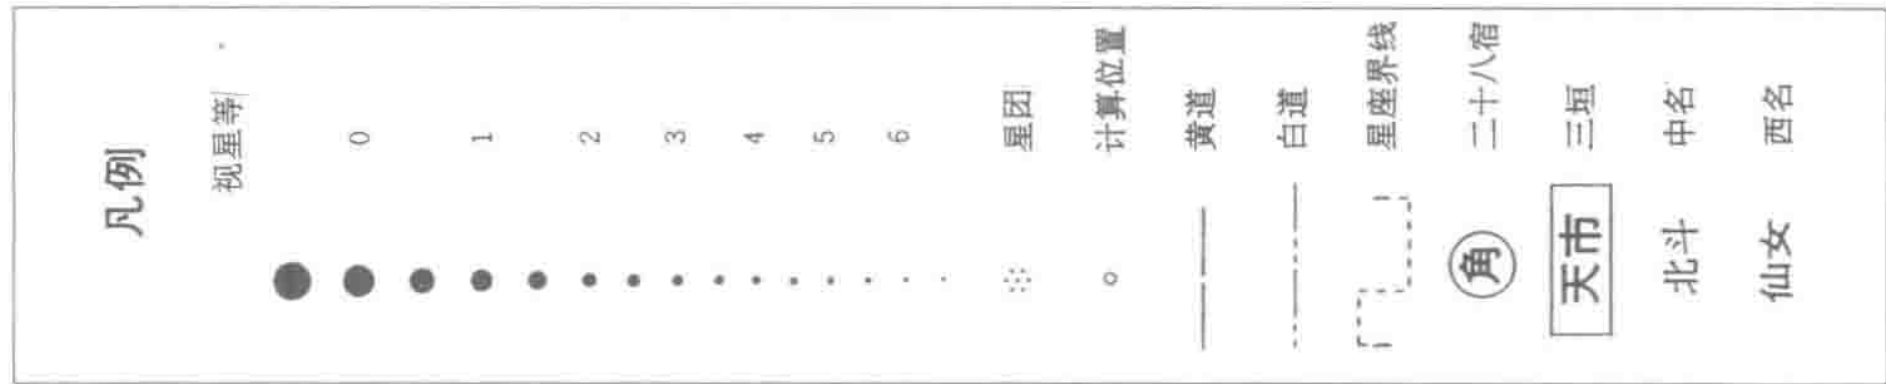 凡例
视星等
0
1
2
3
4
5
6
星团
计算位置
黄道
白道
星座界线
角 二十八宿
天市 三垣
北斗 中名
仙女 西名